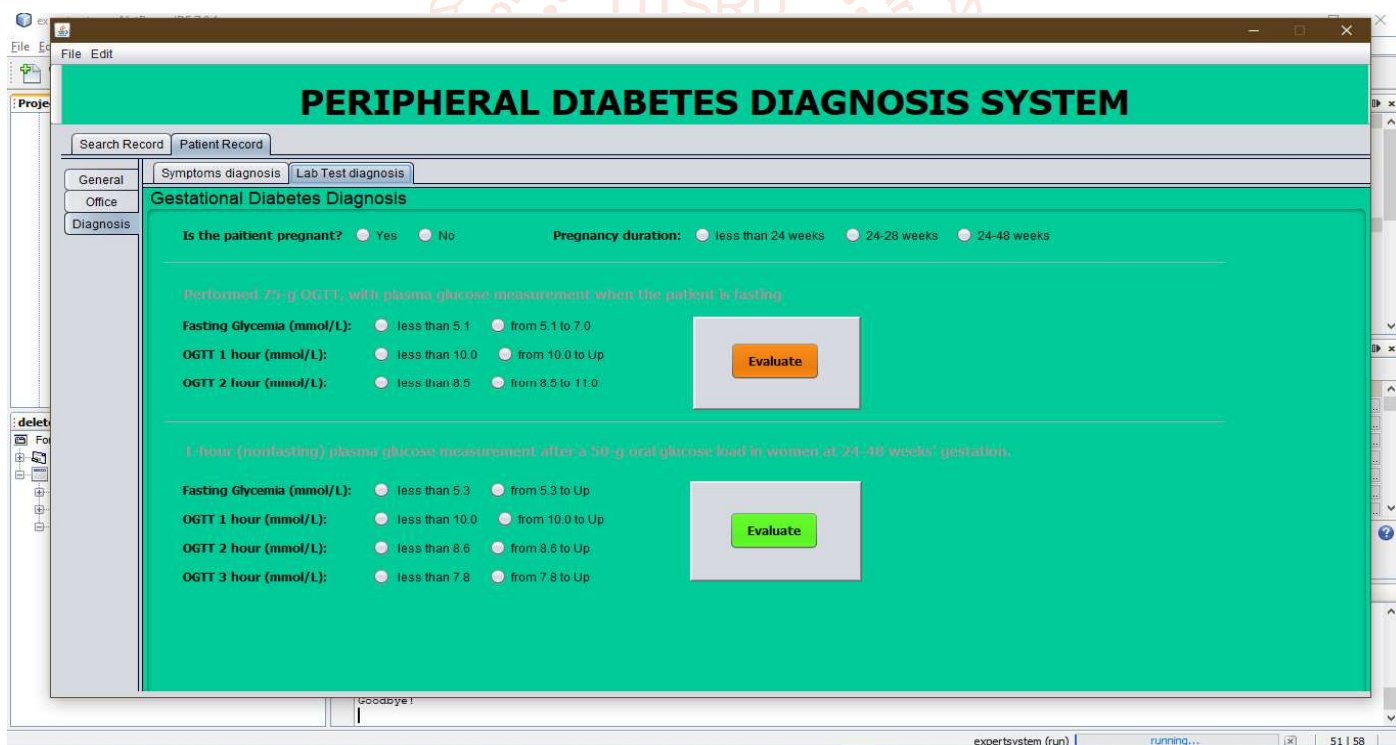 File Edit
PERIPHERAL DIABETES DIAGNOSIS SYSTEM
Search Record Patient Record
Symptoms diagnosis Lab Test diagnosis
General
Office
Diagnosis
Gestational Diabetes Diagnosis
Is the paitient pregnant? Yes No Pregnancy duration: less than 24 weeks 24-28 weeks 24-48 weeks
Performed 75-g OGTT, with plasma glucose measurement when the patient is fasting
Fasting Glycemia (mmol/L): less than 5.1 from 5.1 to 7.0
OGTT 1 hour (mmol/L): less than 10.0 from 10.0 to Up
Evaluate
OGTT 2 hour (mmol/L): less than 8.5 from 8.5 to 11.0
1-hour (nonfasting) plasma glucose measurement after a 50-g oral glucose load in women at 24-48 weeks' gestation.
Fasting Glycemia (mmol/L): less than 5.3 from 5.3 to Up
OGTT 1 hour (mmol/L): less than 10.0 from 10.0 to Up
Evaluate
OGTT 2 hour (mmol/L): less than 8.6 from 8.6 to Up
OGTT 3 hour (mmol/L): less than 7.8 from 7.8 to Up
File
Goodbye!
expertsystem (run) running... 51 | 58